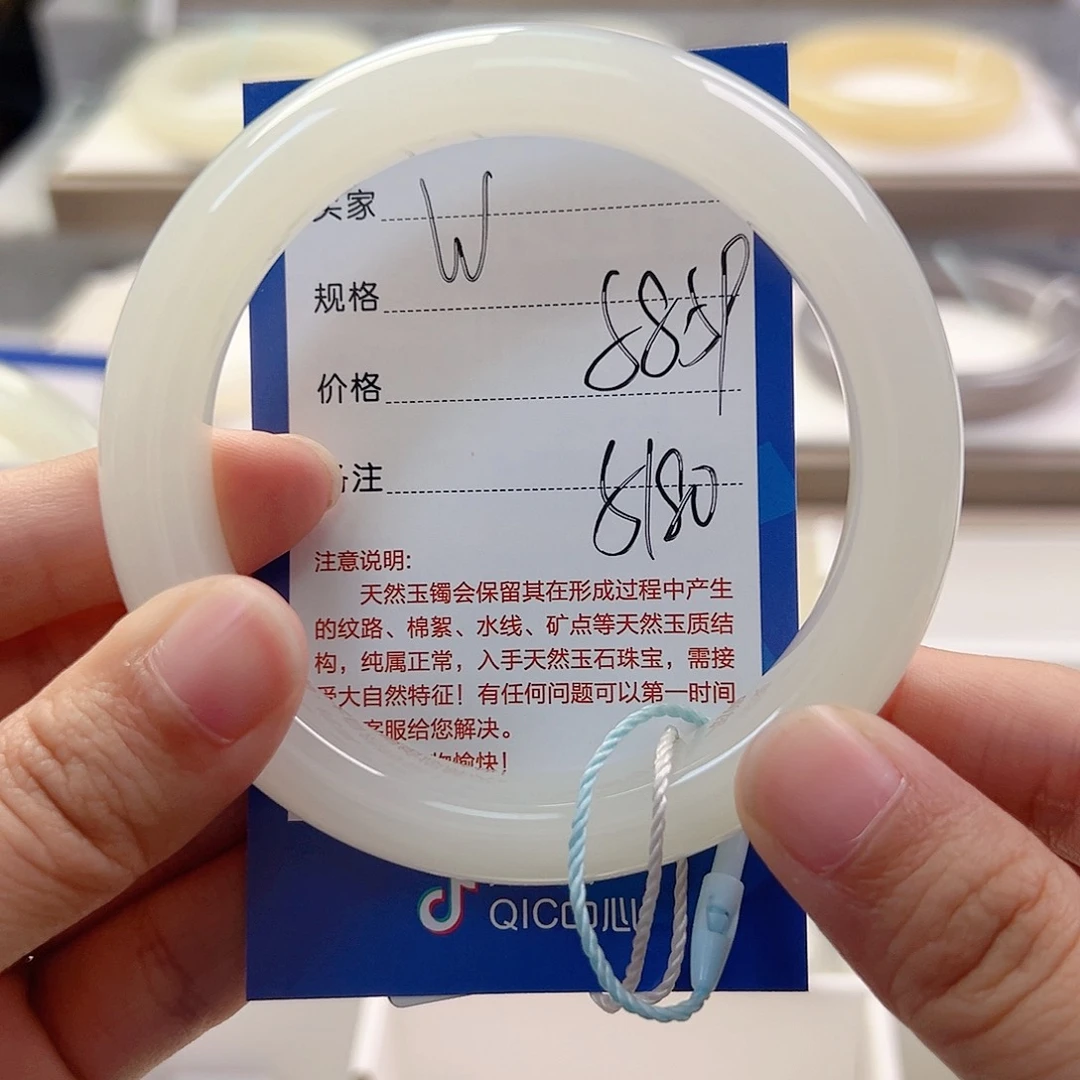 买家 W
规格
价格
备注
注意说明:
天然玉镯会保留其在形成过程中产生
的纹路、棉絮、水线、矿点等天然玉质结
构，纯属正常，入手天然玉石珠宝，需接
受大自然特征！有任何问题可以第一时间
客服给您解决。
物愉快！
QIC